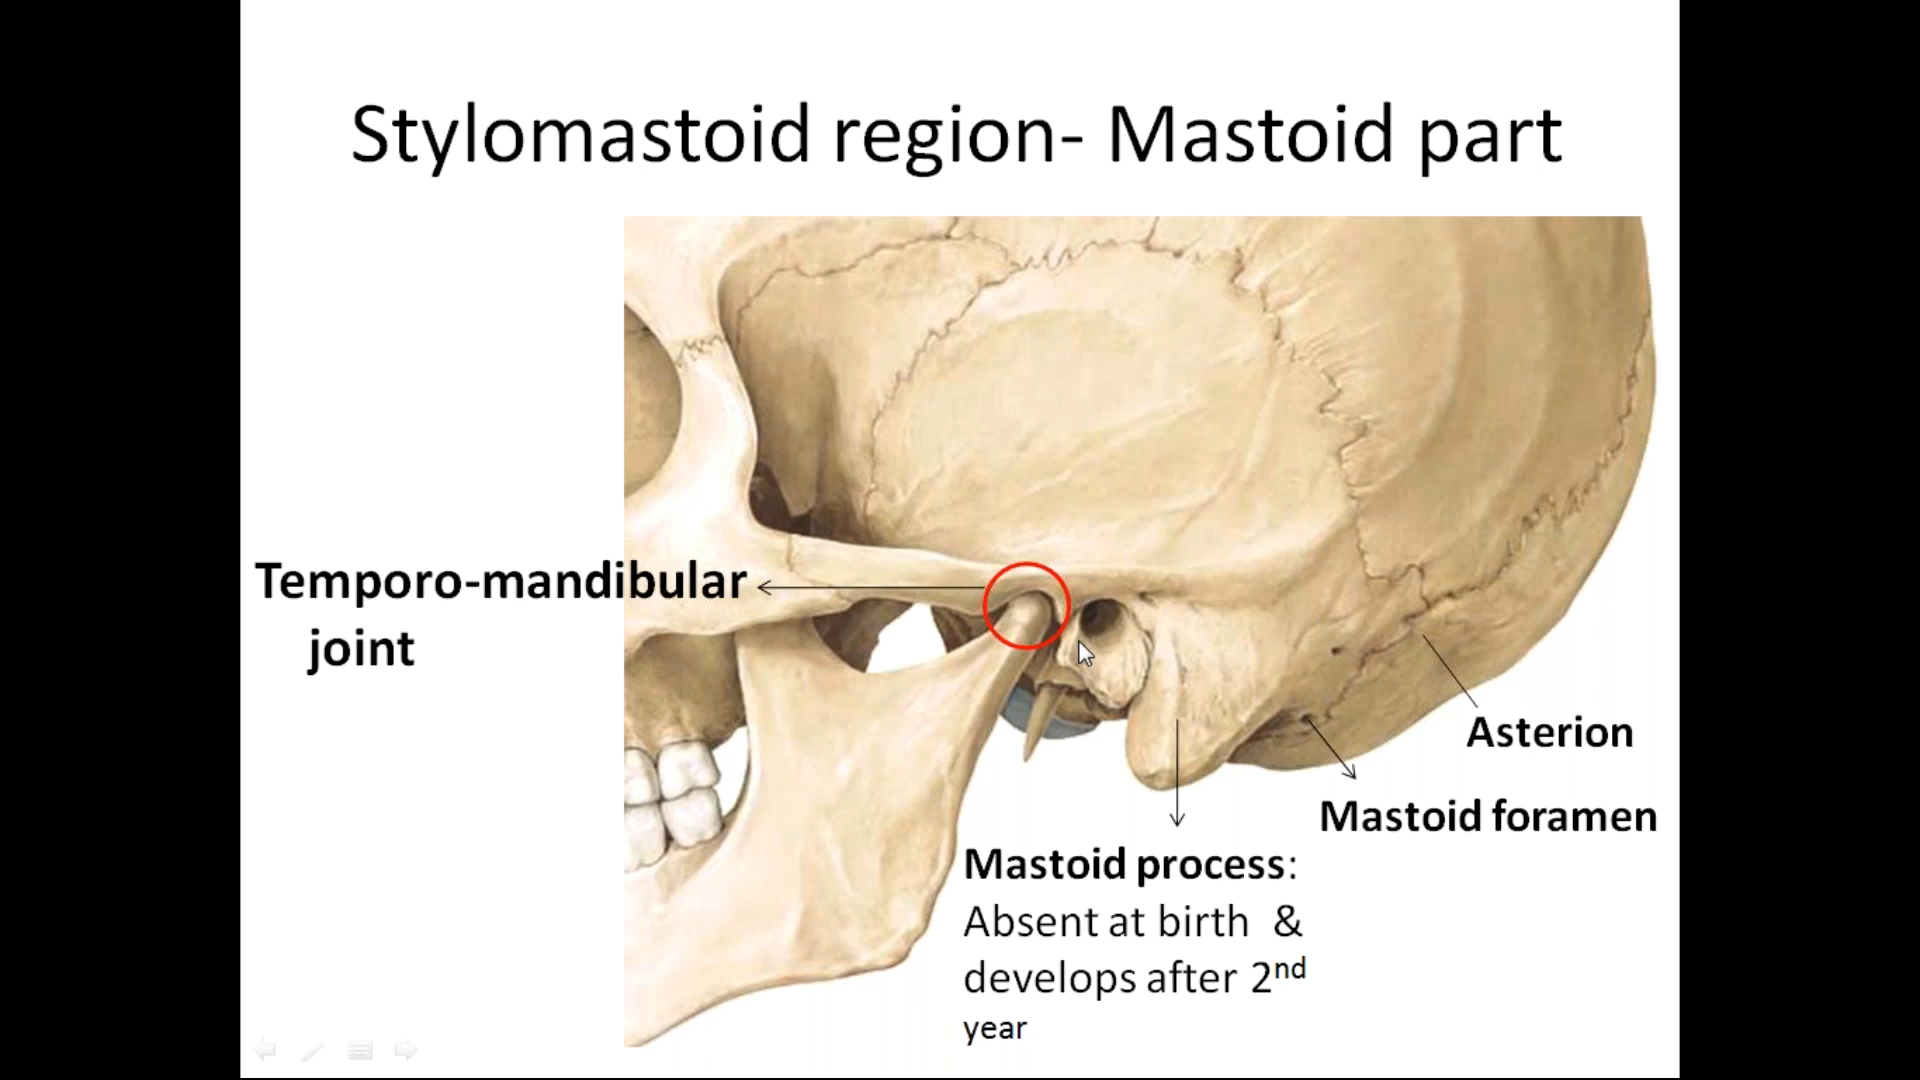 Stylomastoid region- Mastoid part
Temporo-mandibular
joint
Asterion
Mastoid foramen
Mastoid process:
Absent at birth &
develops after 2nd
year